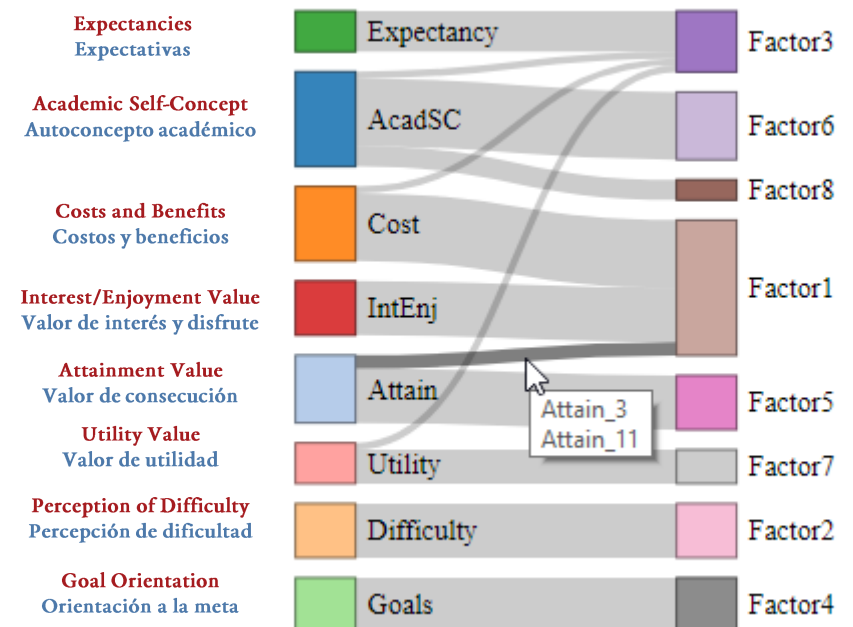 Expectancies
Expectativas
Expectancy
Factor3
Academic Self-Concept
Autoconcepto académico
AcadSC
Factor6
Factor8
Costs and Benefits
Costos y beneficios
Cost
Factor1
Interest/Enjoyment Value
Valor de interés y disfrute
IntEnj
Attainment Value
Valor de consecución
Attain
Attain_3
Attain_11
Factor5
Utility Value
Valor de utilidad
Utility
Factor7
Perception of Difficulty
Percepción de dificultad
Difficulty
Factor2
Goal Orientation
Orientación a la meta
Goals
Factor4